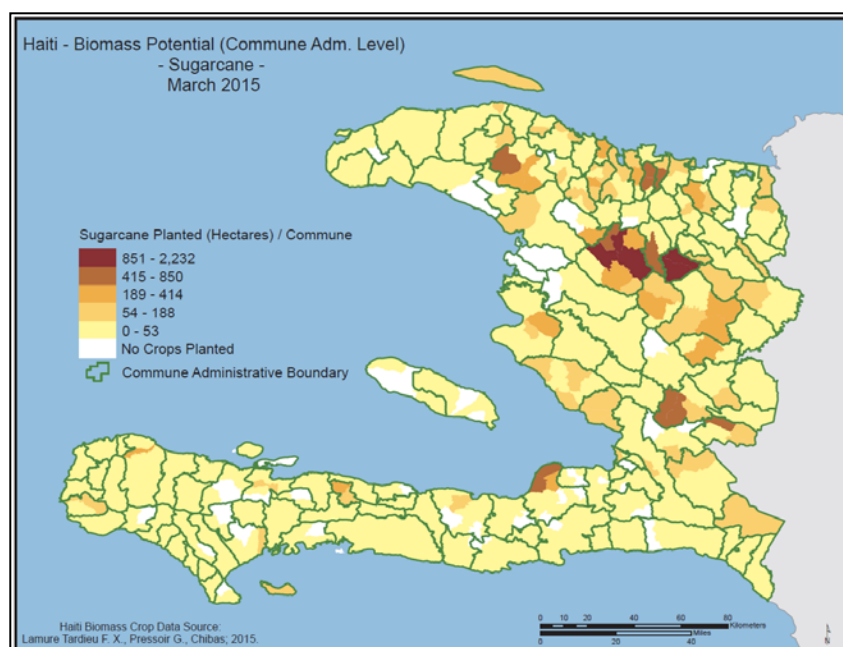 Haiti - Biomass Potential (Commune Adm. Level)
- Sugarcane -
March 2015
Sugarcane Planted (Hectares) / Commune
851 - 2,232
415 - 850
189 - 414
54 - 188
0 - 53
No Crops Planted
Commune Administrative Boundary
Haiti Biomass Crop Data Source:
Lamure Tardieu F. X., Pressoir G., Chibas; 2015.
0 10 20 40 60 80
Kilometers
0 20 40
Miles
N